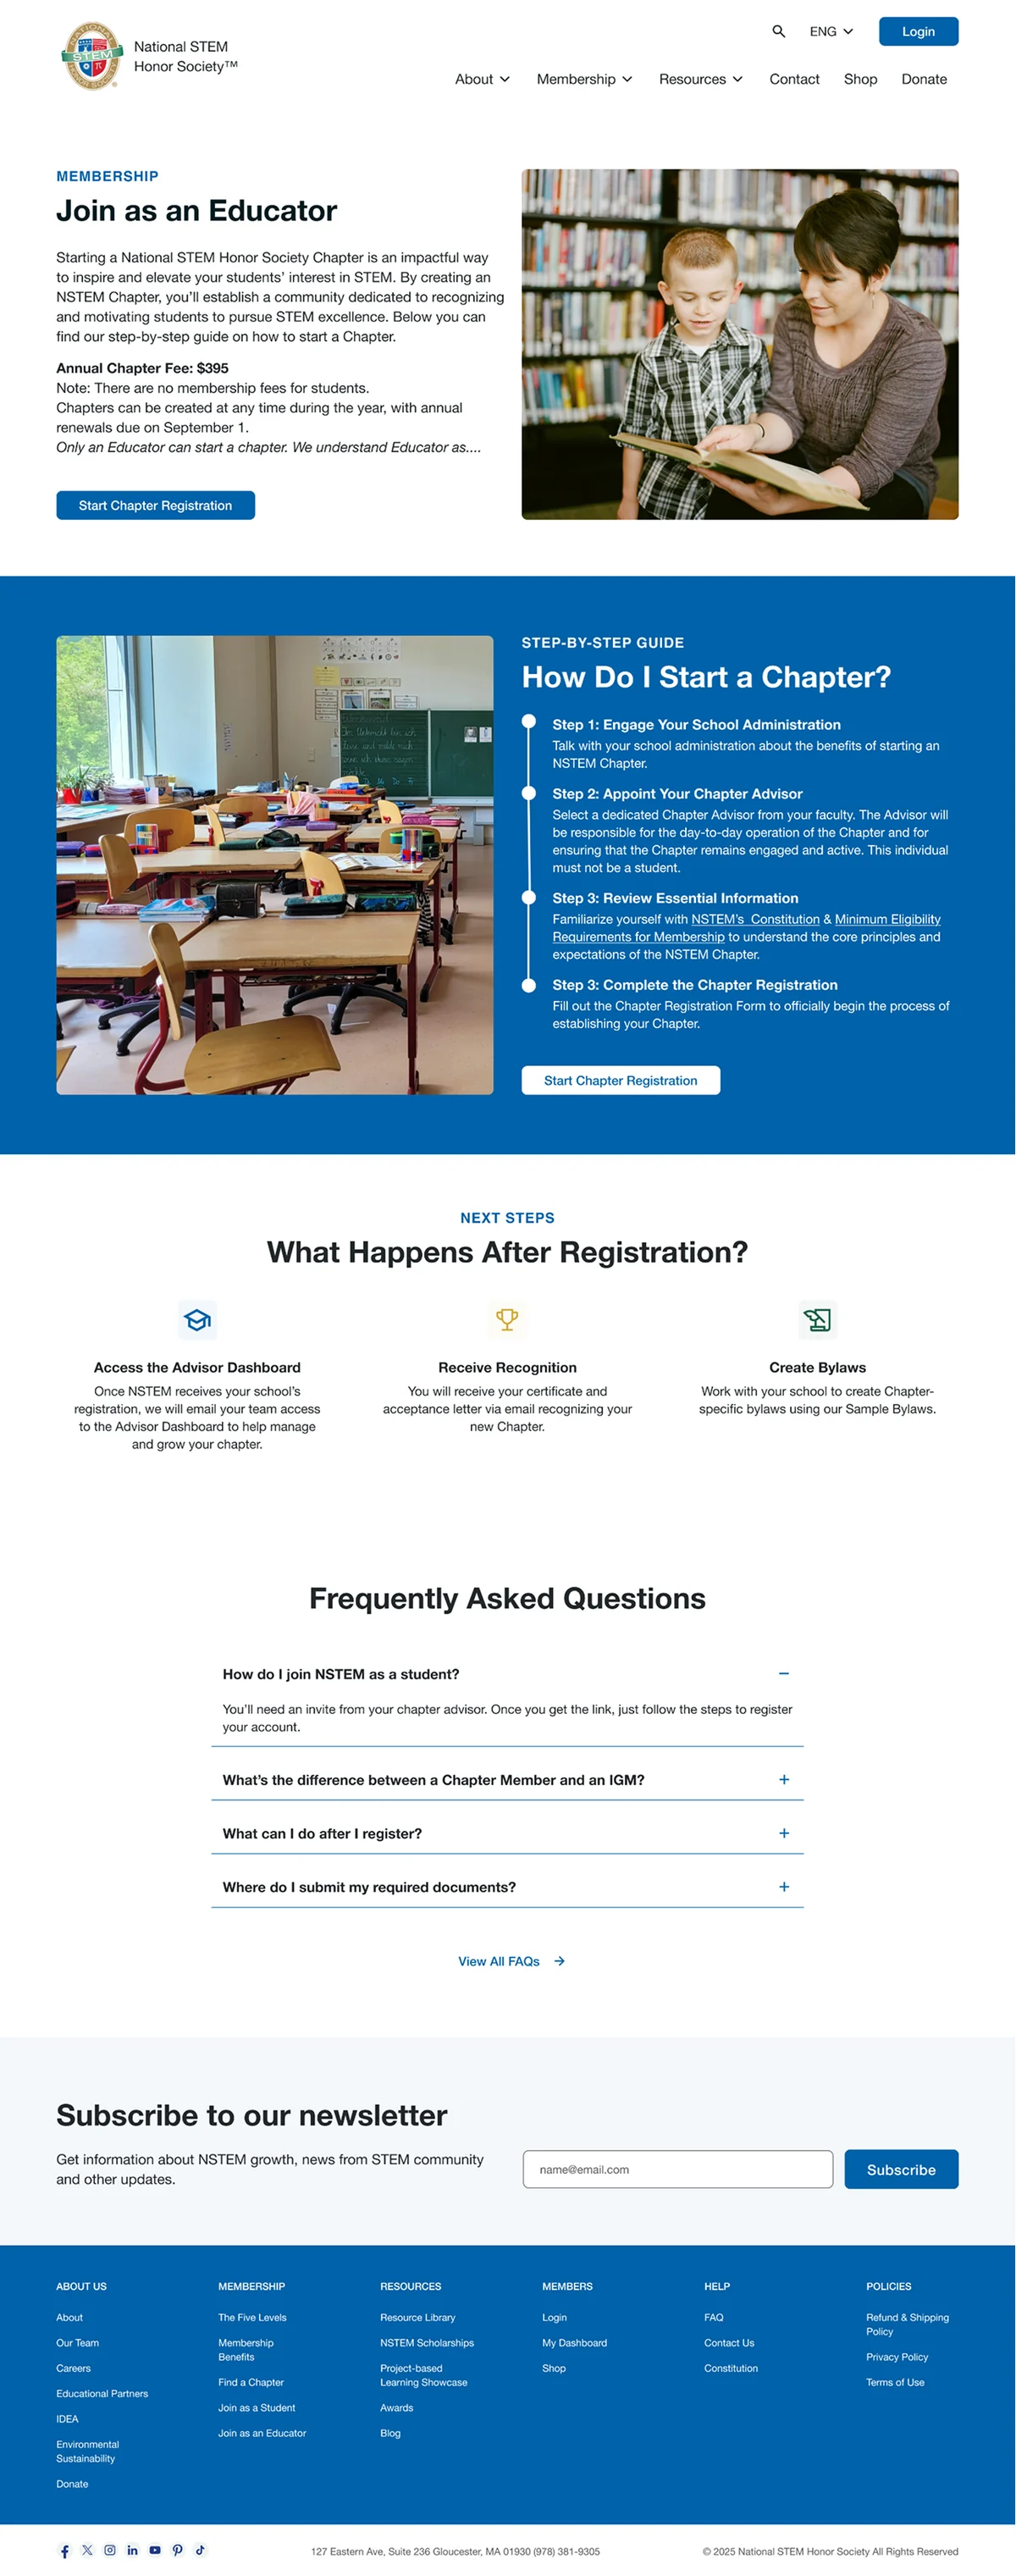 National STEM
Honor Society™
ENG
Login
About
Membership
Resources
Contact
Shop
Donate
MEMBERSHIP
Join as an Educator
Starting a National STEM Honor Society Chapter is an impactful way
to inspire and elevate your students’ interest in STEM. By creating an
NSTEM Chapter, you’ll establish a community dedicated to recognizing
and motivating students to pursue STEM excellence. Below you can
find our step-by-step guide on how to start a Chapter.
Annual Chapter Fee: $395
Note: There are no membership fees for students.
Chapters can be created at any time during the year, with annual
renewals due on September 1.
Only an Educator can start a chapter. We understand Educator as....
Start Chapter Registration
STEP-BY-STEP GUIDE
How Do I Start a Chapter?
Step 1: Engage Your School Administration
Talk with your school administration about the benefits of starting an
NSTEM Chapter.
Step 2: Appoint Your Chapter Advisor
Select a dedicated Chapter Advisor from your faculty. The Advisor will
be responsible for the day-to-day operation of the Chapter and for
ensuring that the Chapter remains engaged and active. This individual
must not be a student.
Step 3: Review Essential Information
Familiarize yourself with NSTEM’s Constitution & Minimum Eligibility
Requirements for Membership to understand the core principles and
expectations of the NSTEM Chapter.
Step 3: Complete the Chapter Registration
Fill out the Chapter Registration Form to officially begin the process of
establishing your Chapter.
Start Chapter Registration
NEXT STEPS
What Happens After Registration?
Access the Advisor Dashboard
Once NSTEM receives your school’s
registration, we will email your team access
to the Advisor Dashboard to help manage
and grow your chapter.
Receive Recognition
You will receive your certificate and
acceptance letter via email recognizing your
new Chapter.
Create Bylaws
Work with your school to create Chapter-
specific bylaws using our Sample Bylaws.
Frequently Asked Questions
How do I join NSTEM as a student?
You’ll need an invite from your chapter advisor. Once you get the link, just follow the steps to register
your account.
What’s the difference between a Chapter Member and an IGM?
What can I do after I register?
Where do I submit my required documents?
View All FAQs
Subscribe to our newsletter
Get information about NSTEM growth, news from STEM community
and other updates.
name@email.com
Subscribe
ABOUT US
About
Our Team
Careers
Educational Partners
IDEA
Environmental
Sustainability
Donate
MEMBERSHIP
The Five Levels
Membership
Benefits
Find a Chapter
Join as a Student
Join as an Educator
RESOURCES
Resource Library
NSTEM Scholarships
Project-based
Learning Showcase
Awards
Blog
MEMBERS
Login
My Dashboard
Shop
HELP
FAQ
Contact Us
Constitution
POLICIES
Refund & Shipping
Policy
Privacy Policy
Terms of Use
127 Eastern Ave, Suite 236 Gloucester, MA 01930 (978) 381-9305
© 2025 National STEM Honor Society All Rights Reserved